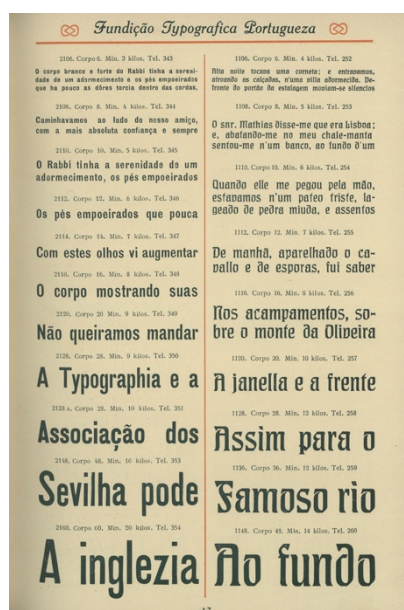 Fundição Typografica Portugueza
2106. Corpo 6. Min. 3 kilos. Tel. 343
O corpo branco e forte do Rabbi tinha a sereni-
dade de um adormecimento e os pés empoeirados
que ha pouco as dôres torcia dentro das cordas,
2108. Corpo 8. Min. 4 kilos. Tel. 344
Caminhavamos ao lado do nosso amigo,
com a mais absoluta confiança e sempre
2110. Corpo 10. Min. 5 kilos. Tel. 345
O Rabbi tinha a serenidade de um
adormecimento, os pés empoeirados
2112. Corpo 12. Min. 6 kilos. Tel. 346
Os pés empoeirados que pouca
2114. Corpo 14. Min. 7 kilos. Tel. 347
Com estes olhos vi augmentar
2116. Corpo 16. Min. 8 kilos. Tel. 348
O corpo mostrando suas
2120. Corpo 20 Min. 9 kilos. Tel. 349
Não queiramos mandar
2128. Corpo 28. Min. 9 kilos. Tel. 350
A Typographia e a
2128 a. Corpo 28. Min. 10 kilos. Tel. 351
Associação dos
2148. Corpo 48. Min. 16 kilos. Tel. 353
Sevilha pode
2160. Corpo 60. Min. 20 kilos. Tel. 354
A inglezia
1106. Corpo 6. Min. 4 kilos. Tel. 252
Alta noite tocava uma corneta; e entravamos,
atroando as calçadas, n'uma villa adormecida. De-
fronte do portão da estalagem moviam-se silencios
1108. Corpo 8. Min. 5 kilos. Tel. 253
O snr. Mathias disse-me que era Lisboa;
e, abafando-me no meu chale-manta
sentou-me n'um banco, ao fundo d'um
1110. Corpo 10. Min. 6 kilos. Tel. 254
Quando elle me pegou pela mão,
estavamos n'um pateo triste, la-
geado de pedra miuda, e assentos
1112. Corpo 12. Min. 7 kilos. Tel. 255
De manhã, aparelhado o ca-
vallo e de esporas, fui saber
1116. Corpo 16. Min. 8 kilos. Tel. 256
Nos acampamentos, so-
bre o monte da Oliveira
1120. Corpo 20. Min. 10 kilos. Tel. 257
A janella e a frente
1128. Corpo 28. Min. 12 kilos. Tel. 258
Assim para o
1136. Corpo 36. Min. 12 kilos. Tel. 259
Famoso rio
1148. Corpo 48. Min. 14 kilos. Tel. 260
Ao fundo